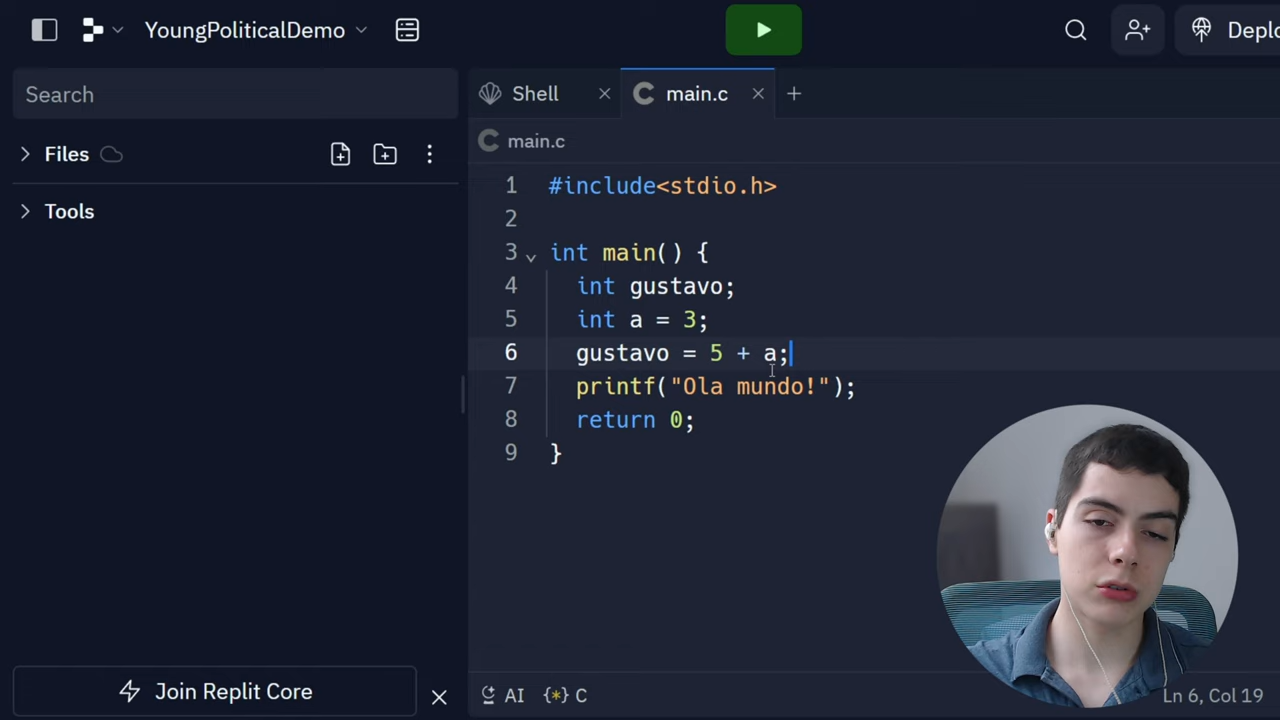 YoungPoliticalDemo
Deplo
Search
Shell
main.c
Files
main.c
Tools
1 #include<stdio.h>
2
3 int main() {
4 int gustavo;
5 int a = 3;
6 gustavo = 5 + a;
7 printf("Ola mundo!");
8 return 0;
9 }
Join Replit Core
AI
{*} C
Ln 6, Col 19